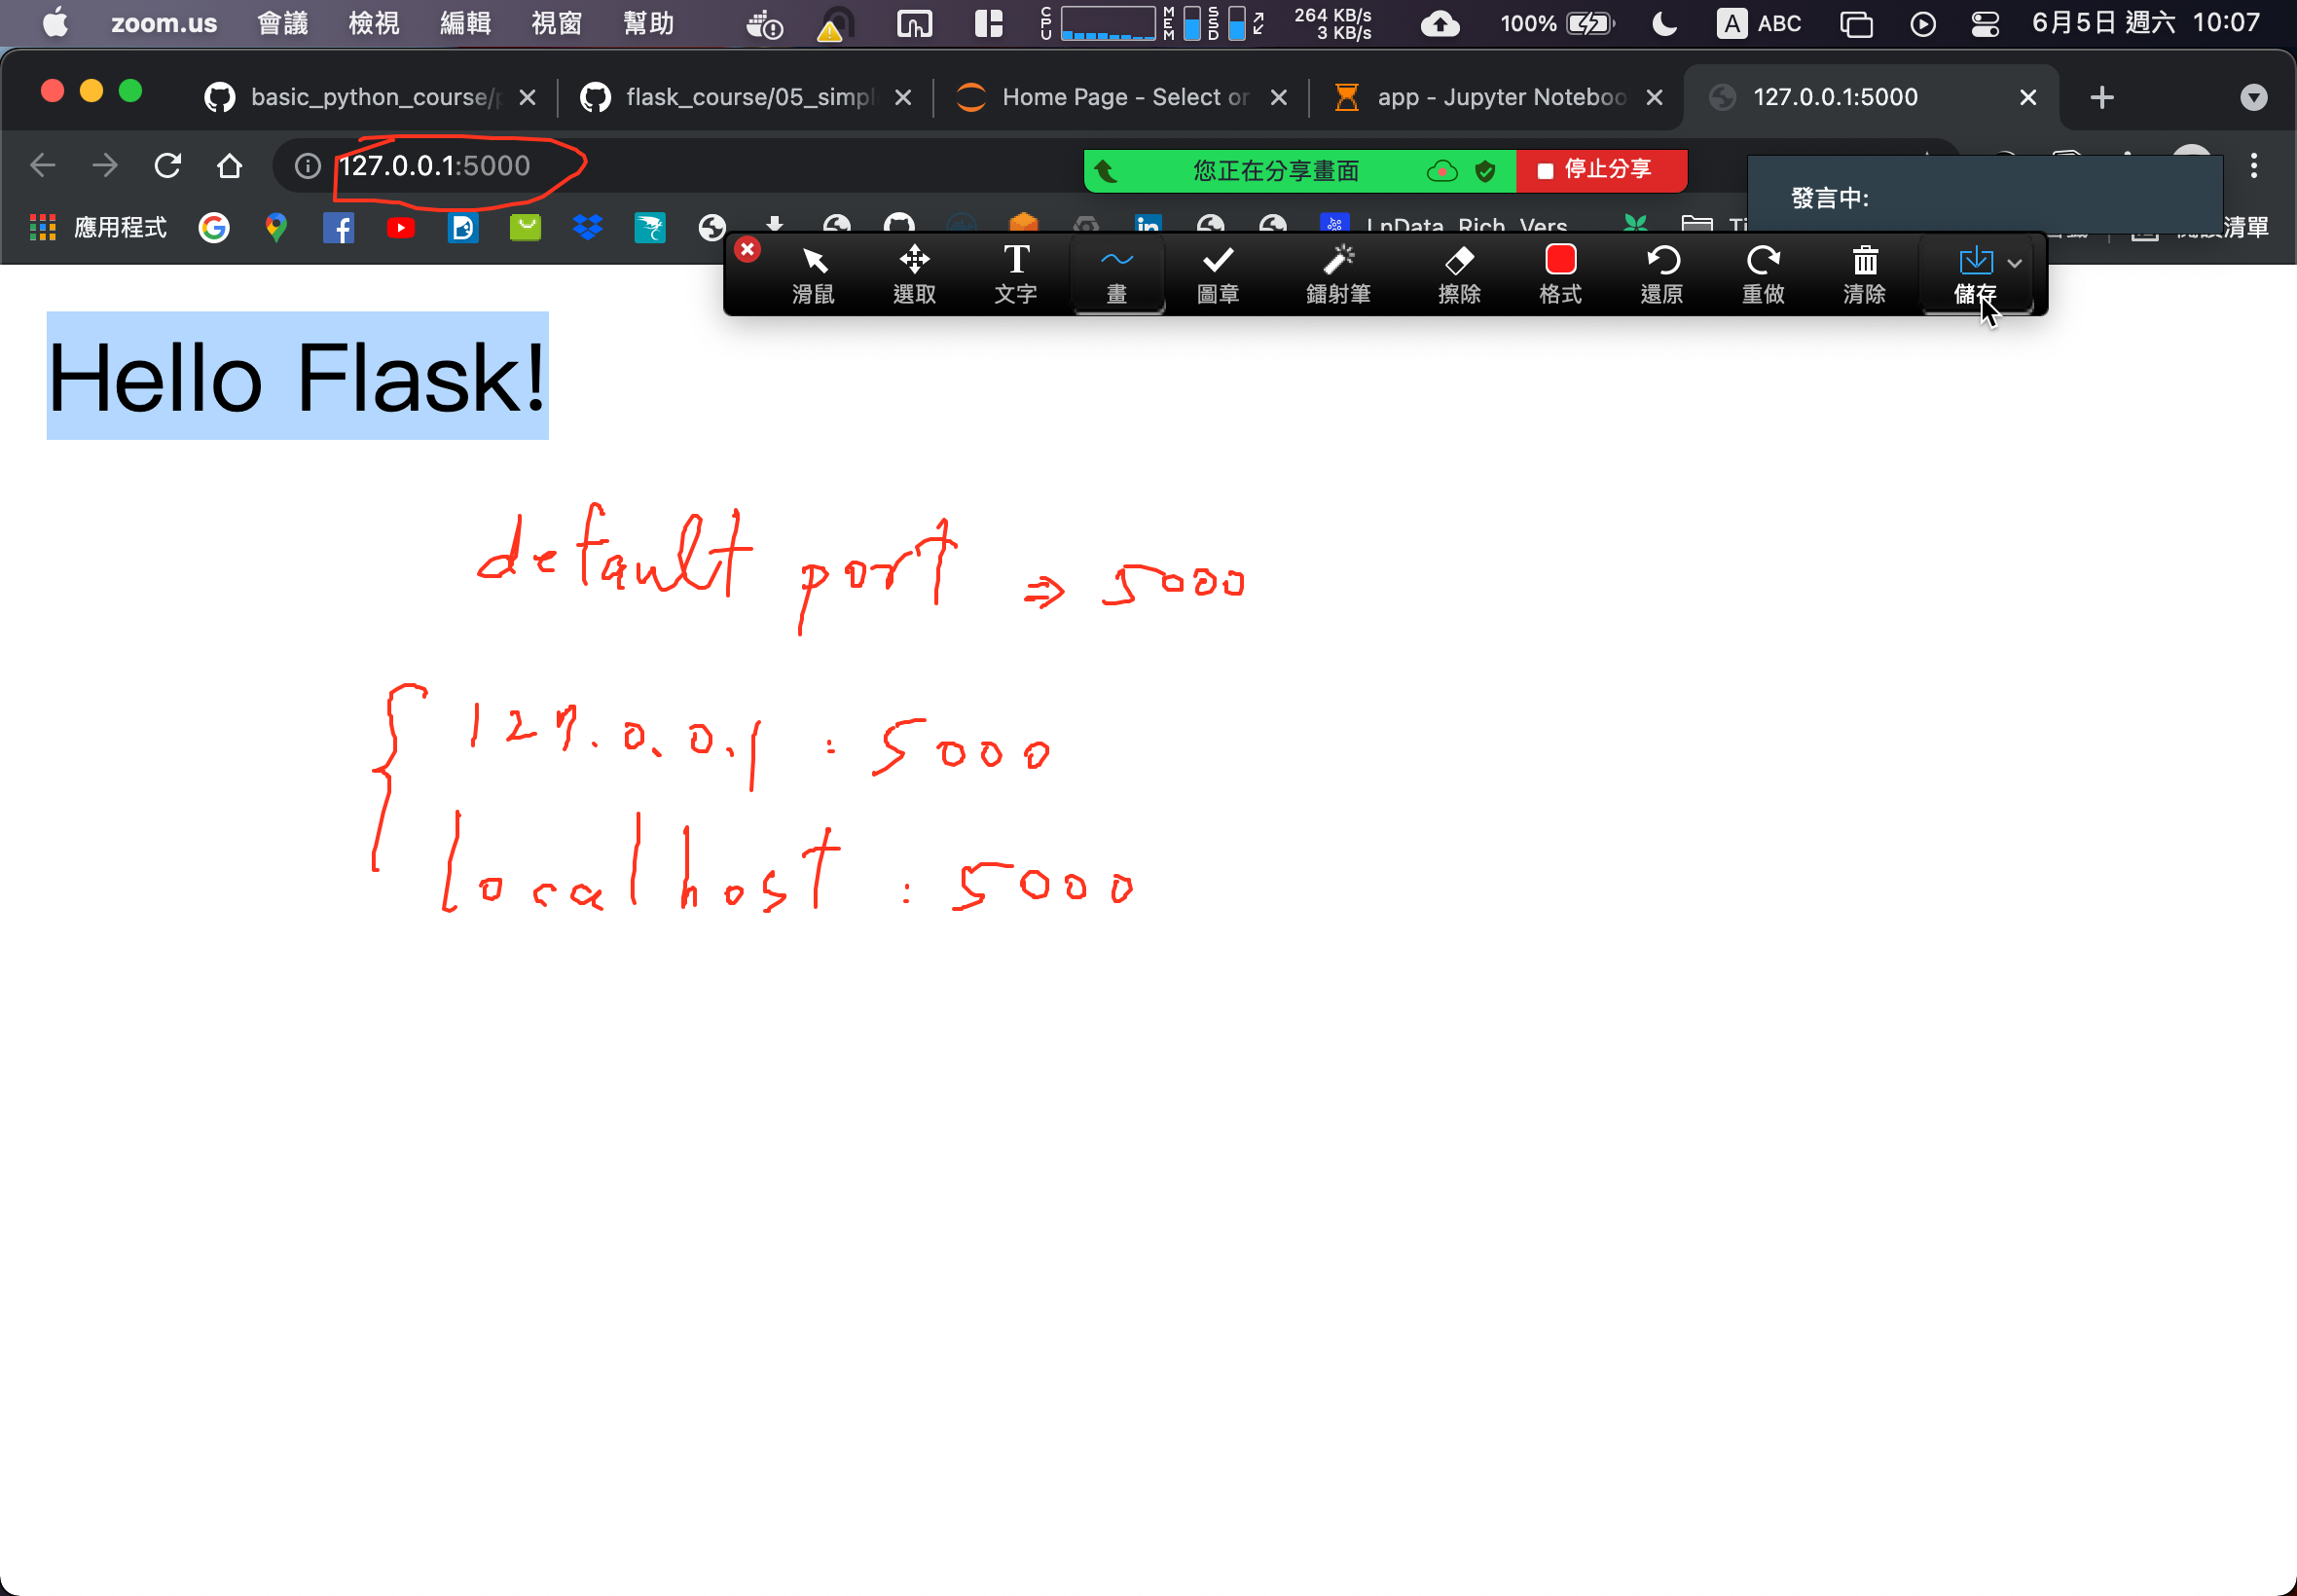 zoom.us 會議 檢視 編輯 視窗 幫助 CPU MEM SSD 264 KB/s 3 KB/s 100% A ABC 6月5日 週六 10:07
basic_python_course/ flask_course/05_simpl Home Page - Select or app - Jupyter Noteboo 127.0.0.1:5000
127.0.0.1:5000 您正在分享畫面 停止分享
發言中:
應用程式 LnData_Rich_Vers 清單
滑鼠 選取 文字 畫 圖章 鐳射筆 擦除 格式 還原 重做 清除 儲存
Hello Flask!
default port ⇒ 5000
127.0.0.1 : 5000
localhost : 5000